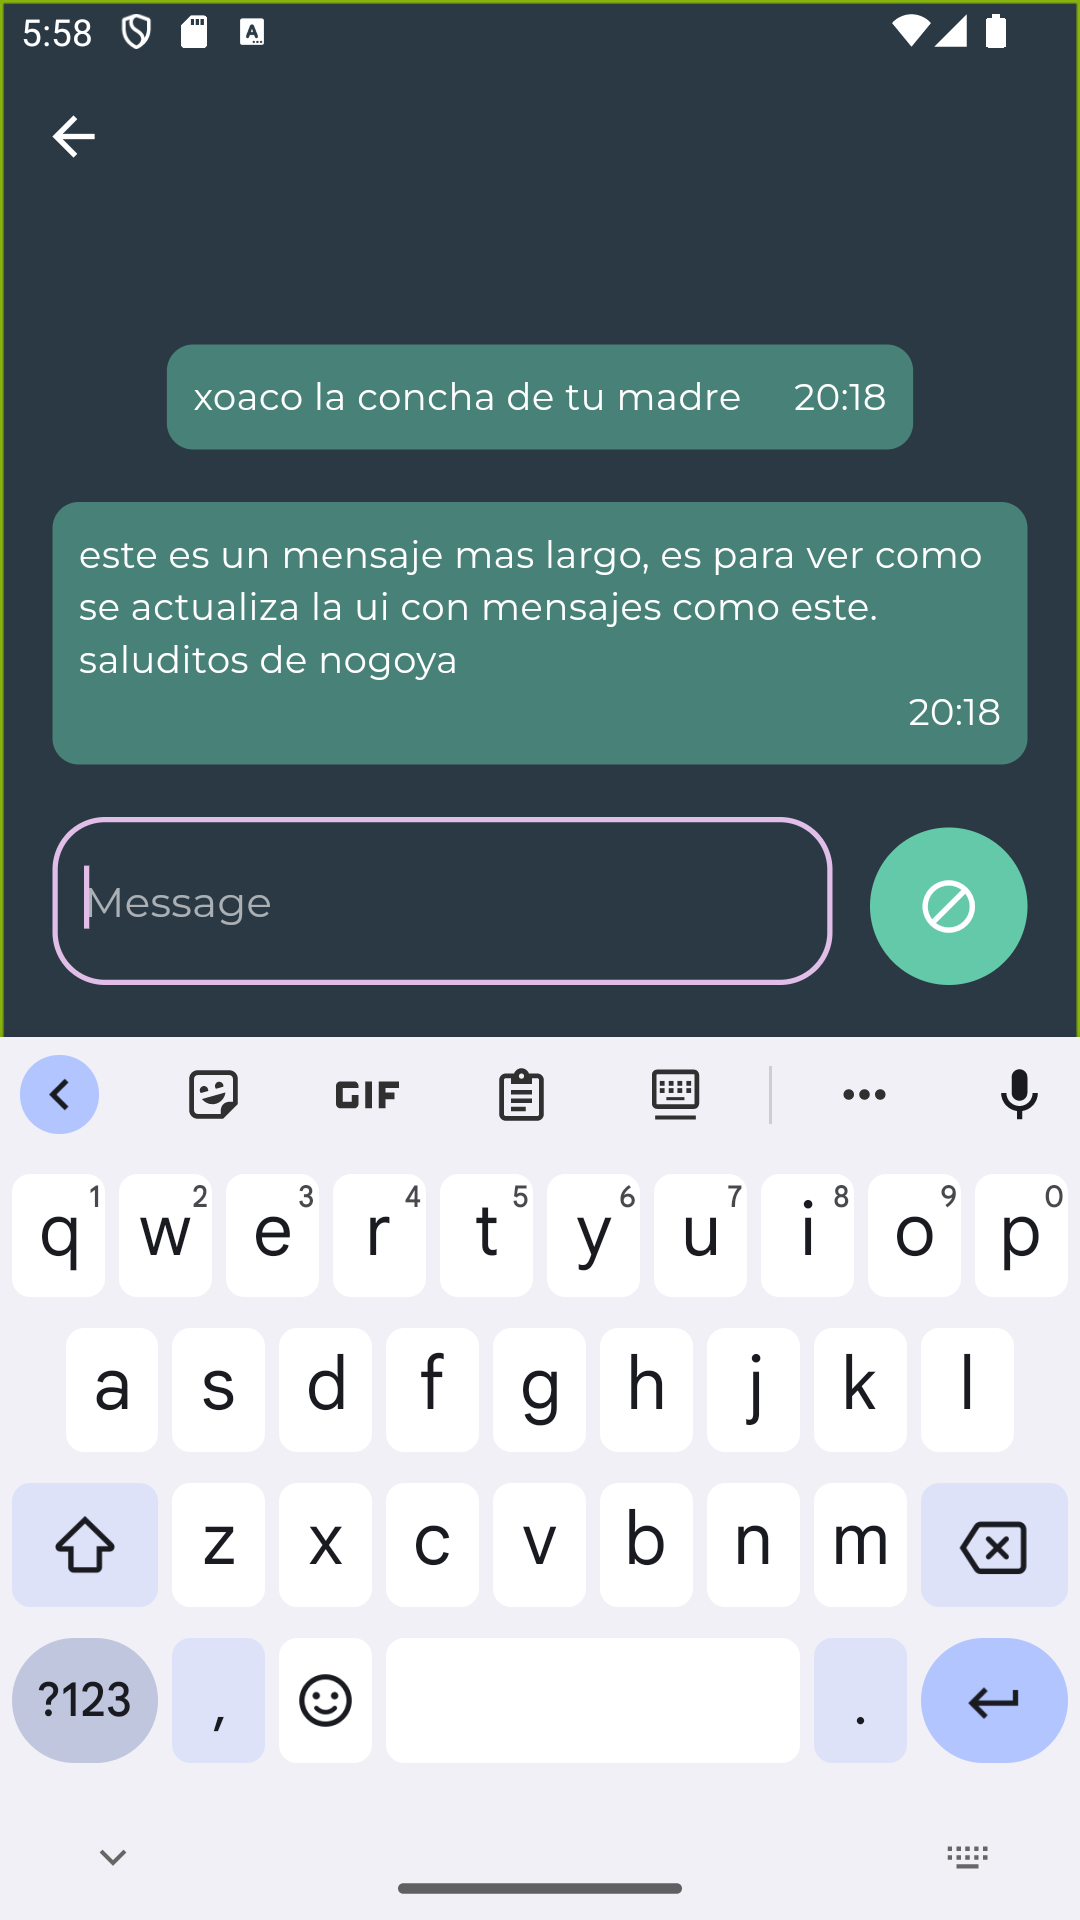 5:58
xoaco la concha de tu madre 20:18
este es un mensaje mas largo, es para ver como
se actualiza la ui con mensajes como este.
saluditos de nogoya
20:18
Message
GIF
1 2 3 4 5 6 7 8 9 0
q w e r t y u i o p
a s d f g h j k l
z x c v b n m
?123 , .